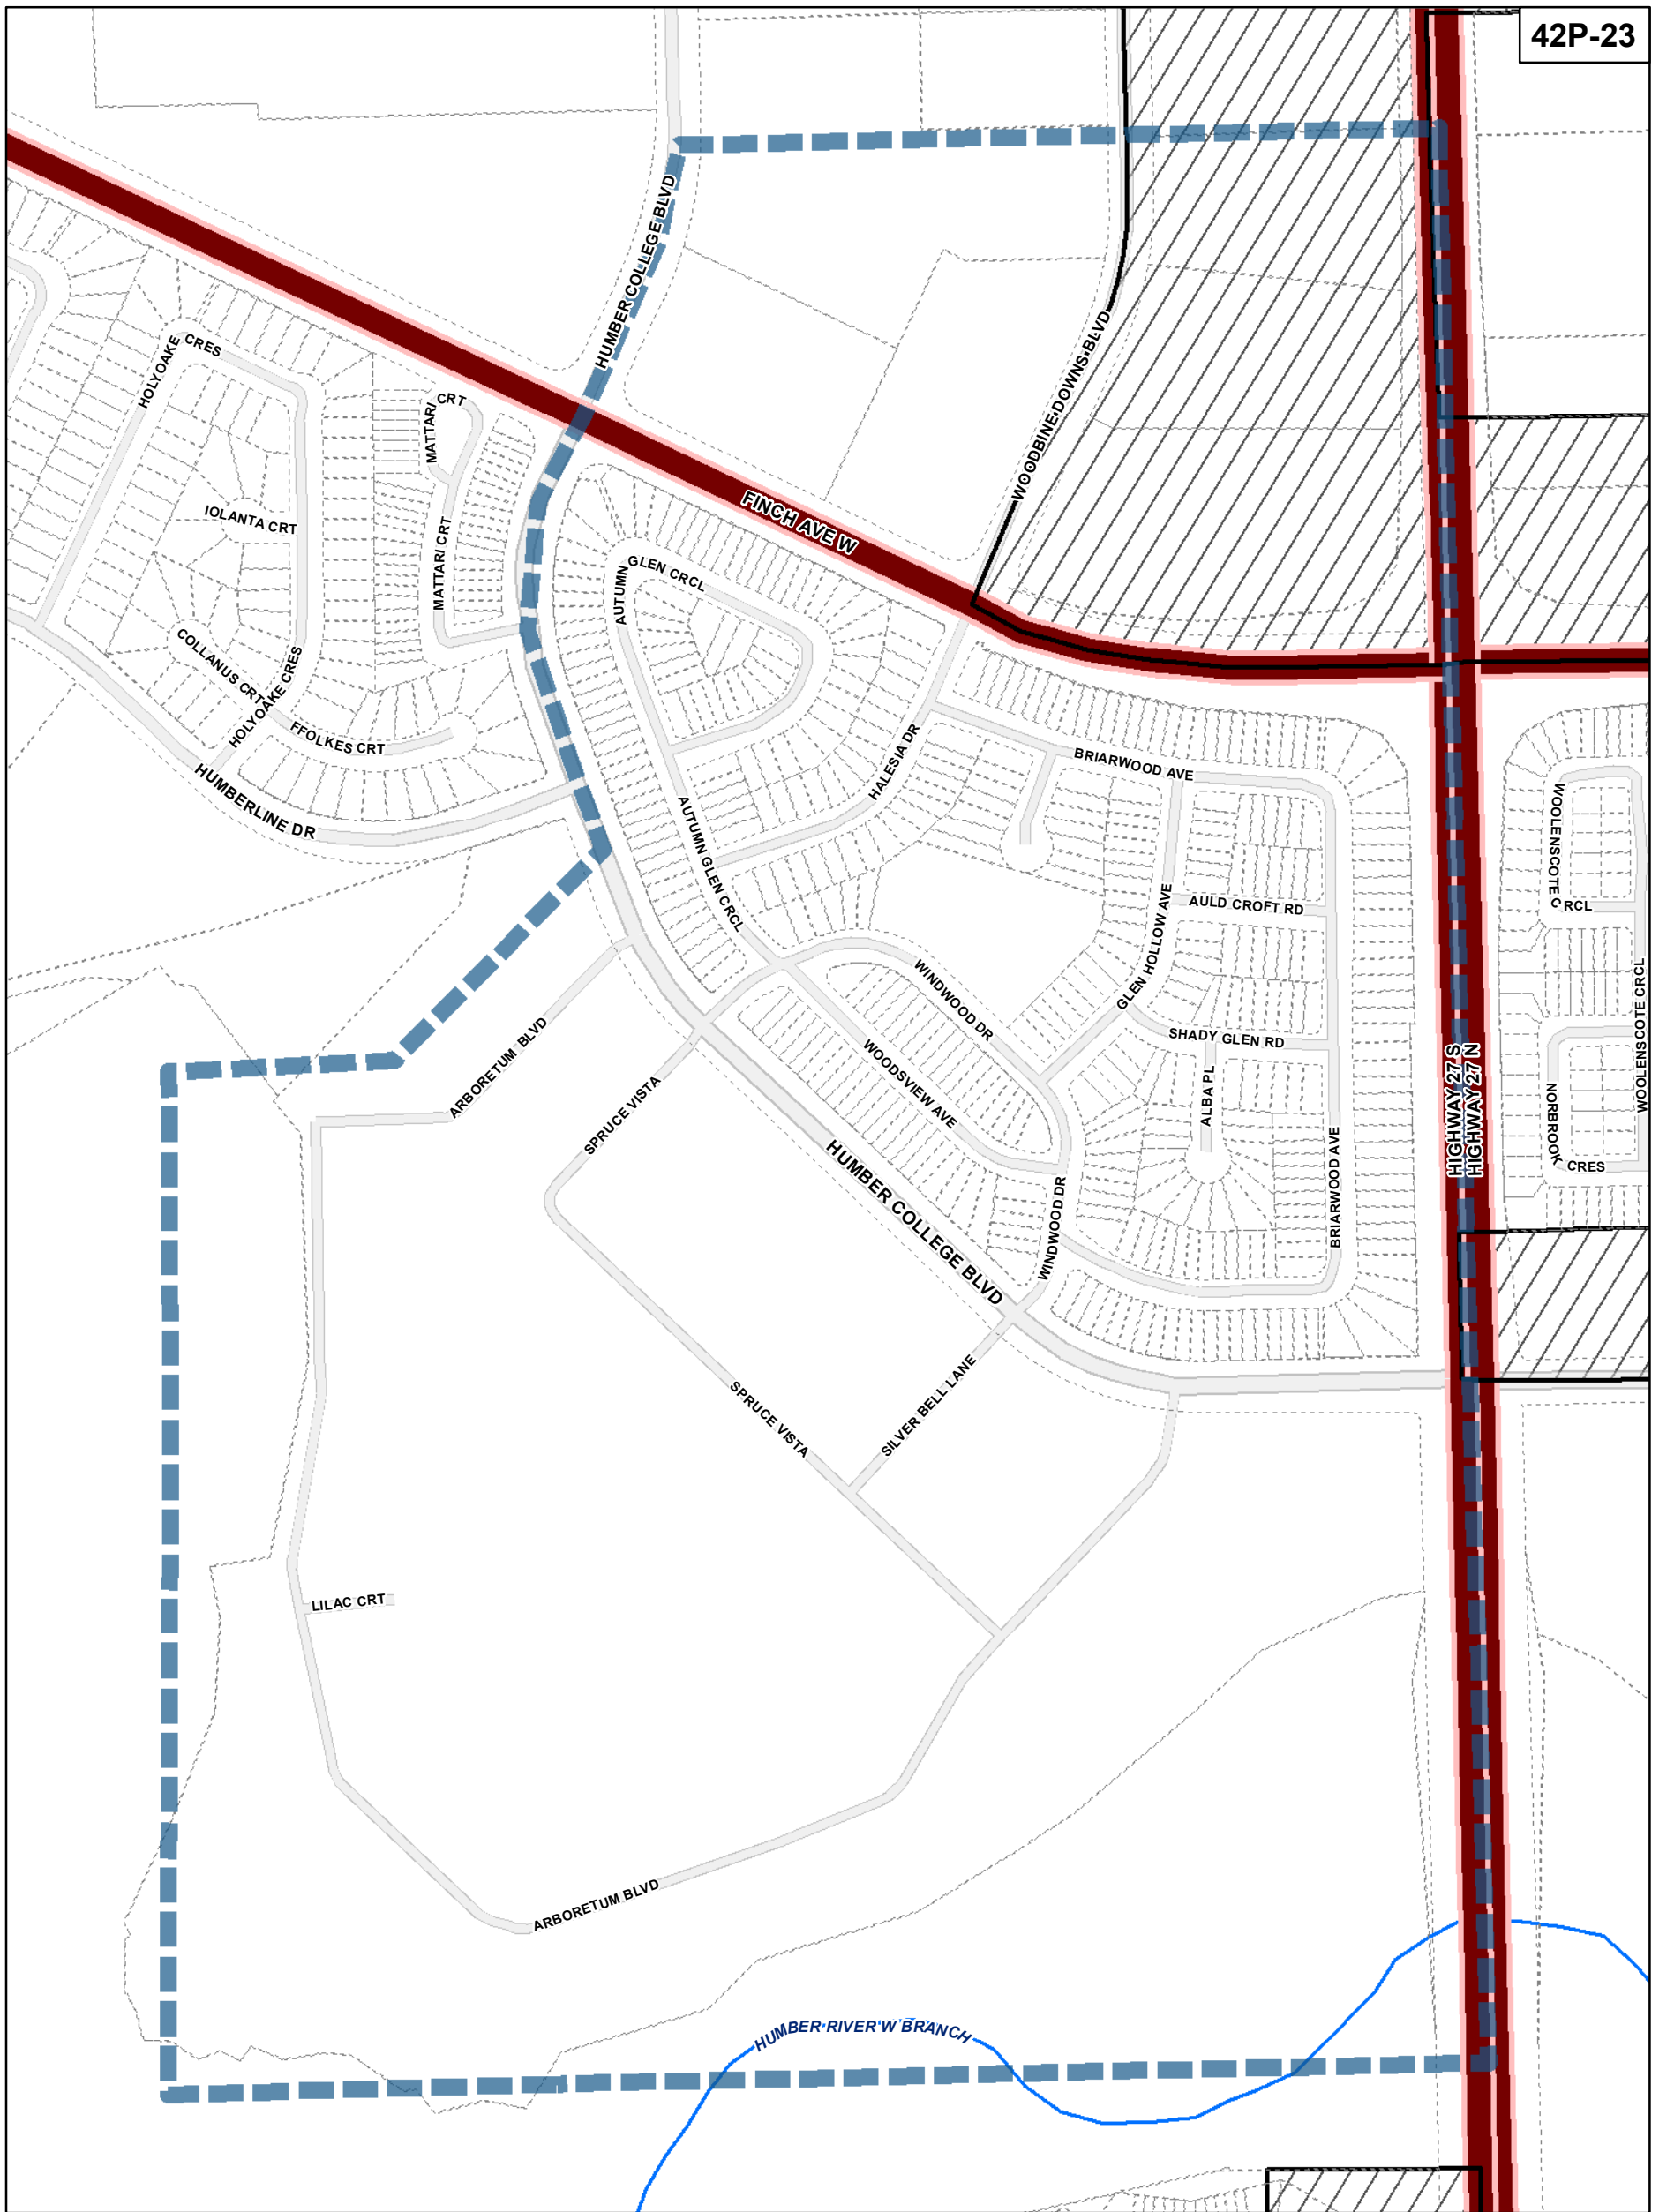 42P-23
HUMBER COLLEGE BLVD
WOODBINE DOWNS BLVD
HOLYOAKE CRES
MATTARI CRT
FINCH AVE W
IOLANTA CRT
MATTARI CRT
AUTUMN GLEN CRCL
COLLANUS CRT
HOLYOAKE CRES
FFOLKES CRT
HUMBERLINE DR
HALESIA DR
BRIARWOOD AVE
WOOLENSCOTE CRCL
AUTUMN GLEN CRCL
GLEN HOLLOW AVE
AULD CROFT RD
WINDWOOD DR
SHADY GLEN RD
WOOLENSCOTE CRCL
ARBORETUM BLVD
SPRUCE VISTA
WOODSVIEW AVE
ALBA PL
HIGHWAY 27 S
HIGHWAY 27 N
NORBROOK CRES
BRIARWOOD AVE
HUMBER COLLEGE BLVD
WINDWOOD DR
SPRUCE VISTA
SILVER BELL LANE
LILAC CRT
ARBORETUM BLVD
HUMBER RIVER W BRANCH